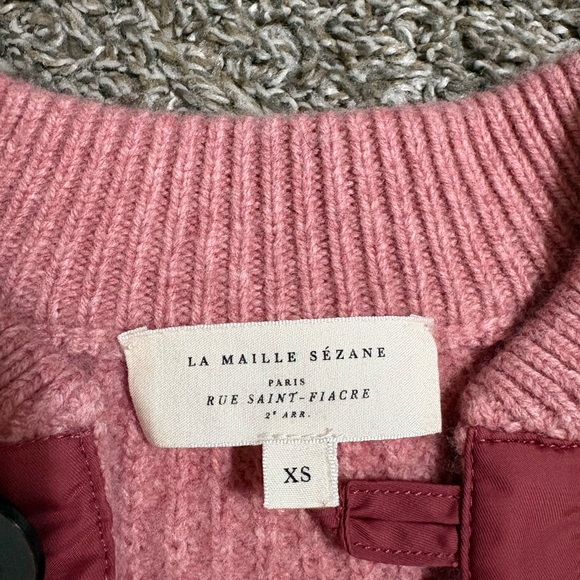 LA MAILLE SÉZANE
PARIS
RUE SAINT-FIACRE
2ᵉ ARR.
XS